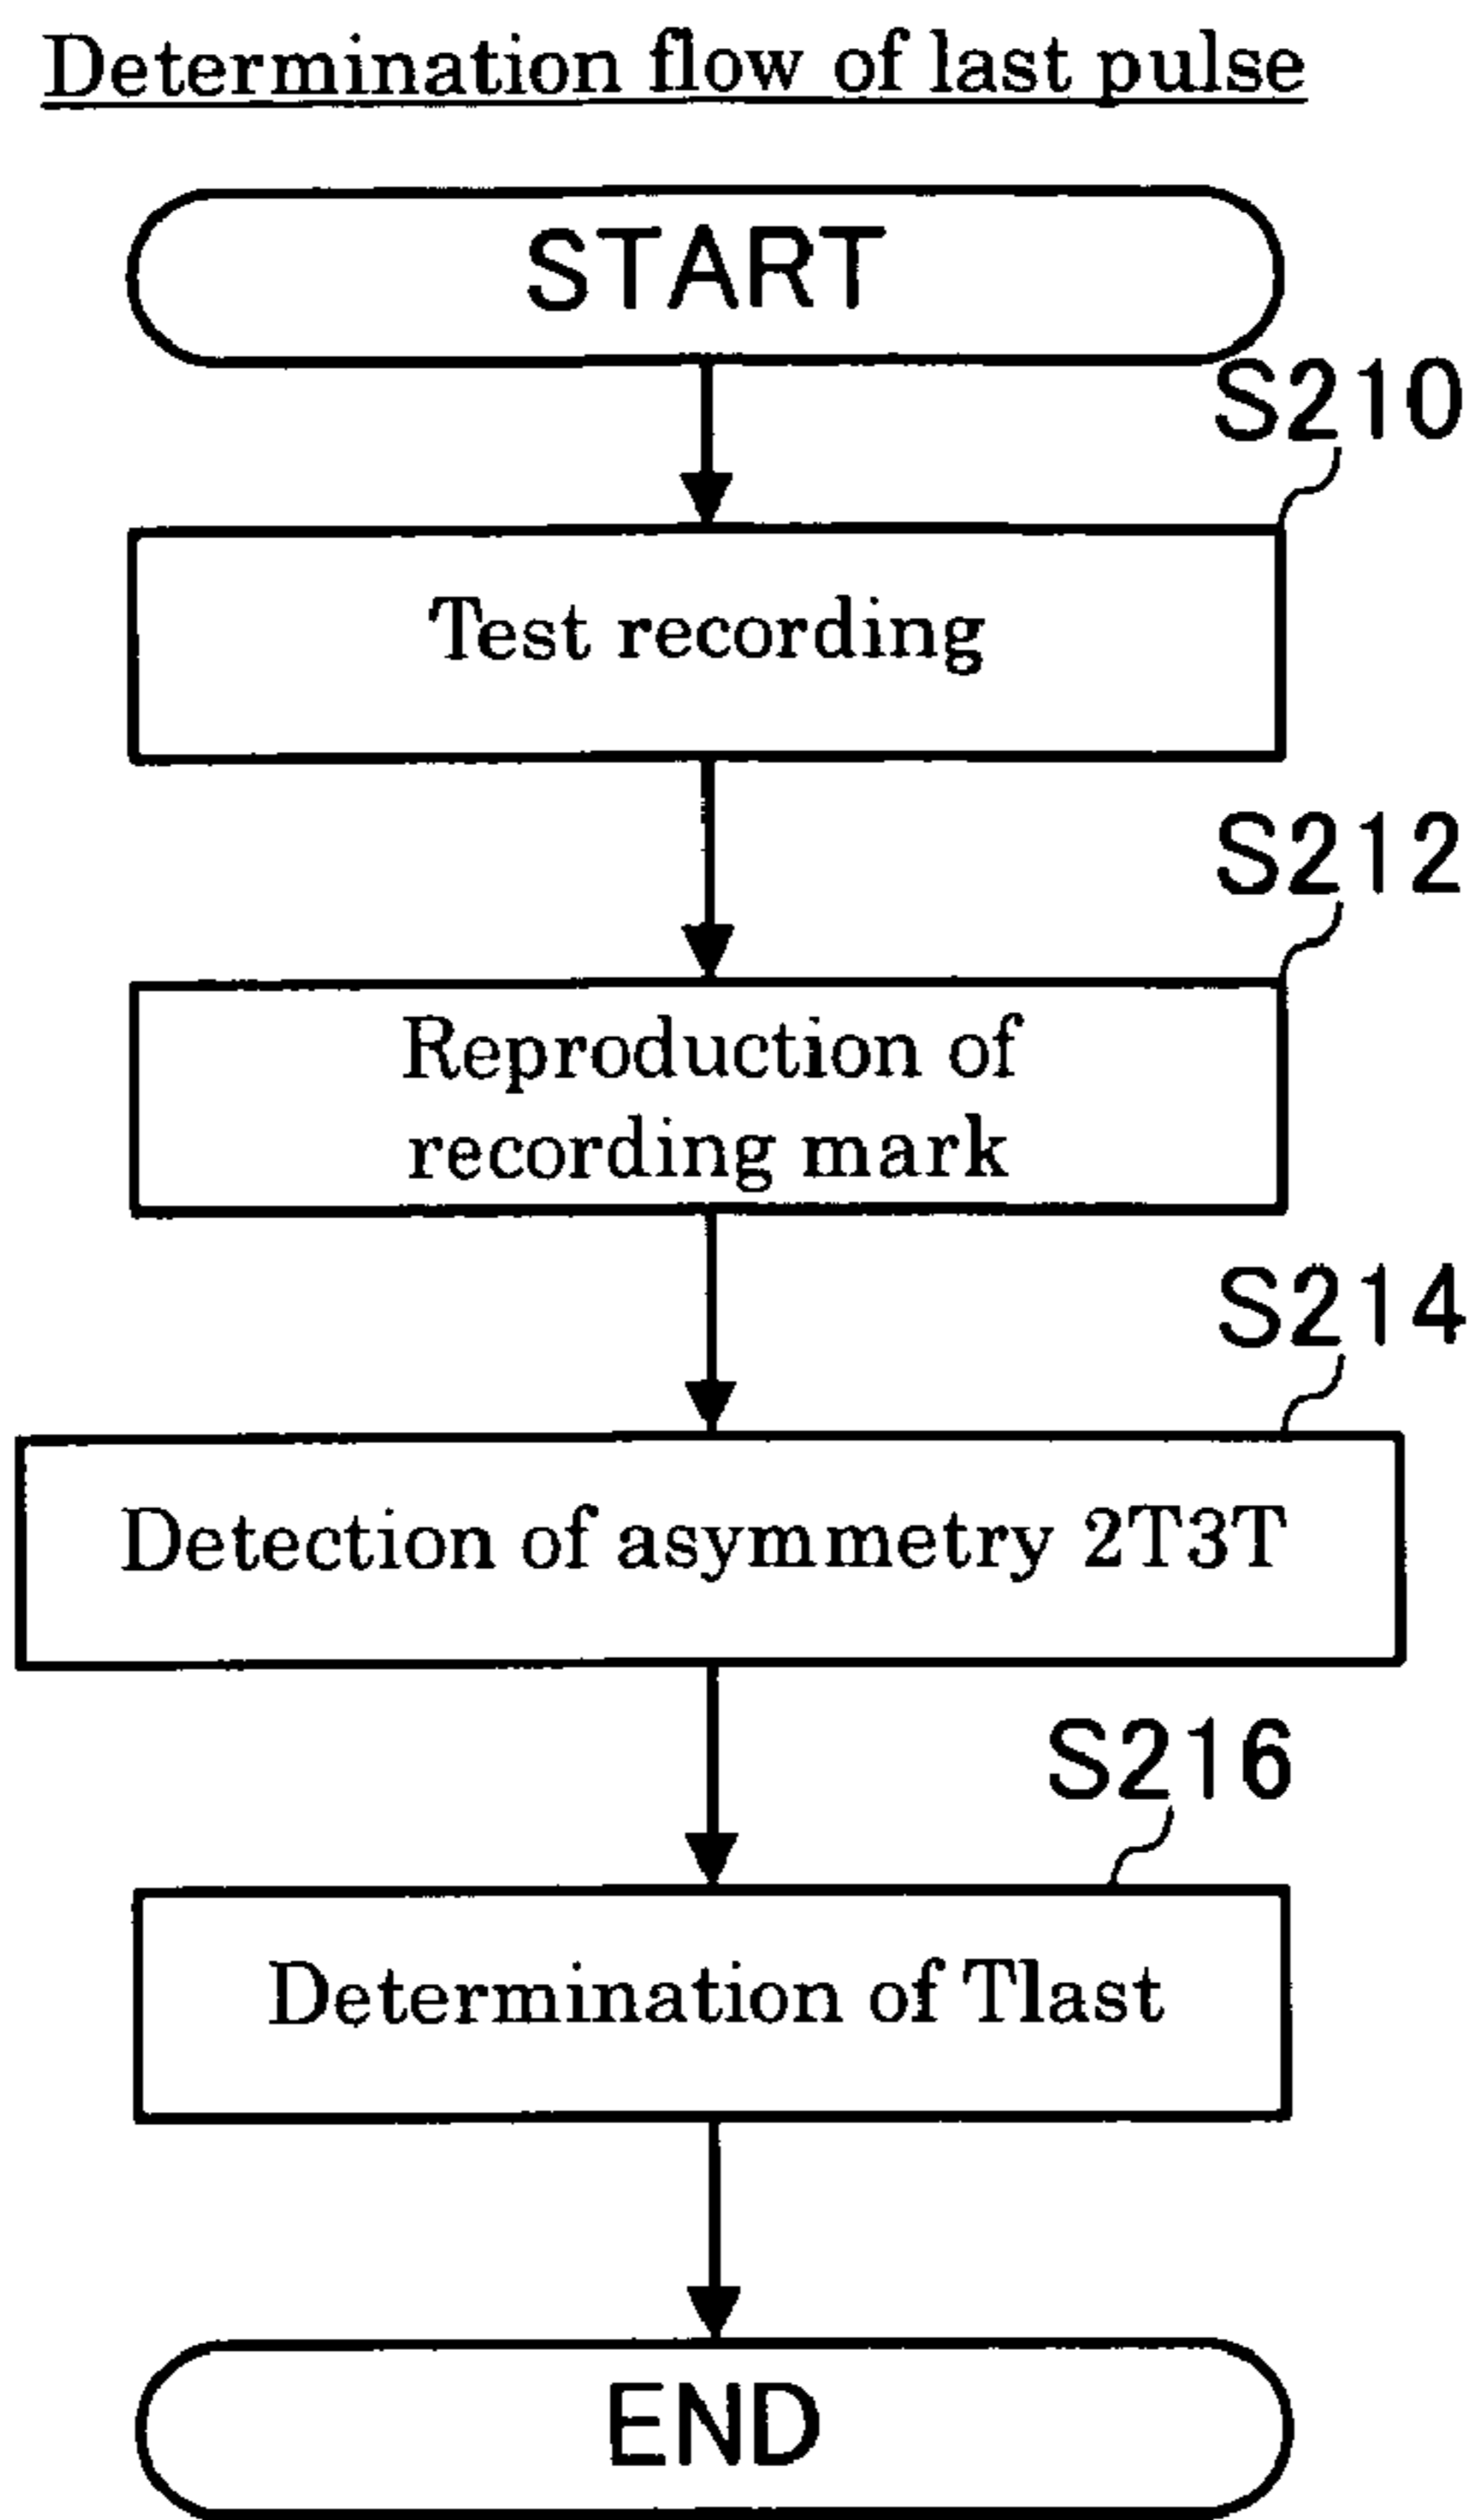 Determination flow of last pulse
START
S210
Test recording
S212
Reproduction of
recording mark
S214
Detection of asymmetry 2T3T
S216
Determination of Tlast
END